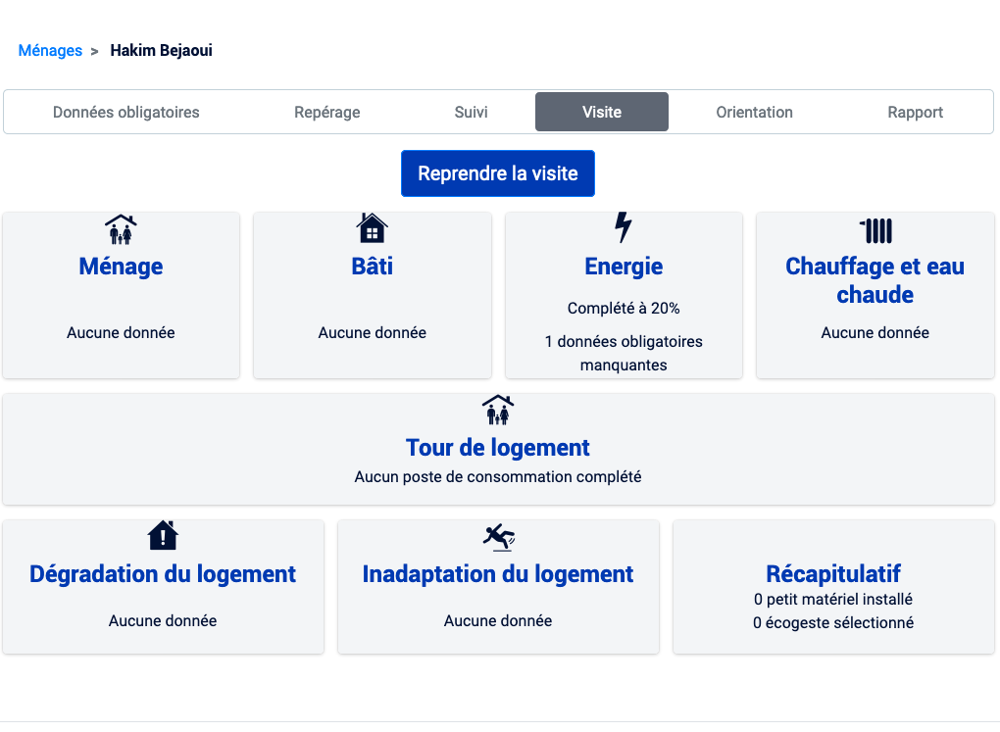 Ménages > Hakim Bejaoui
Données obligatoires Repérage Suivi Visite Orientation Rapport
Reprendre la visite
Ménage
Aucune donnée
Bâti
Aucune donnée
Energie
Complété à 20%
1 données obligatoires
manquantes
Chauffage et eau
chaude
Aucune donnée
Tour de logement
Aucun poste de consommation complété
Dégradation du logement
Aucune donnée
Inadaptation du logement
Aucune donnée
Récapitulatif
0 petit matériel installé
0 écogeste sélectionné